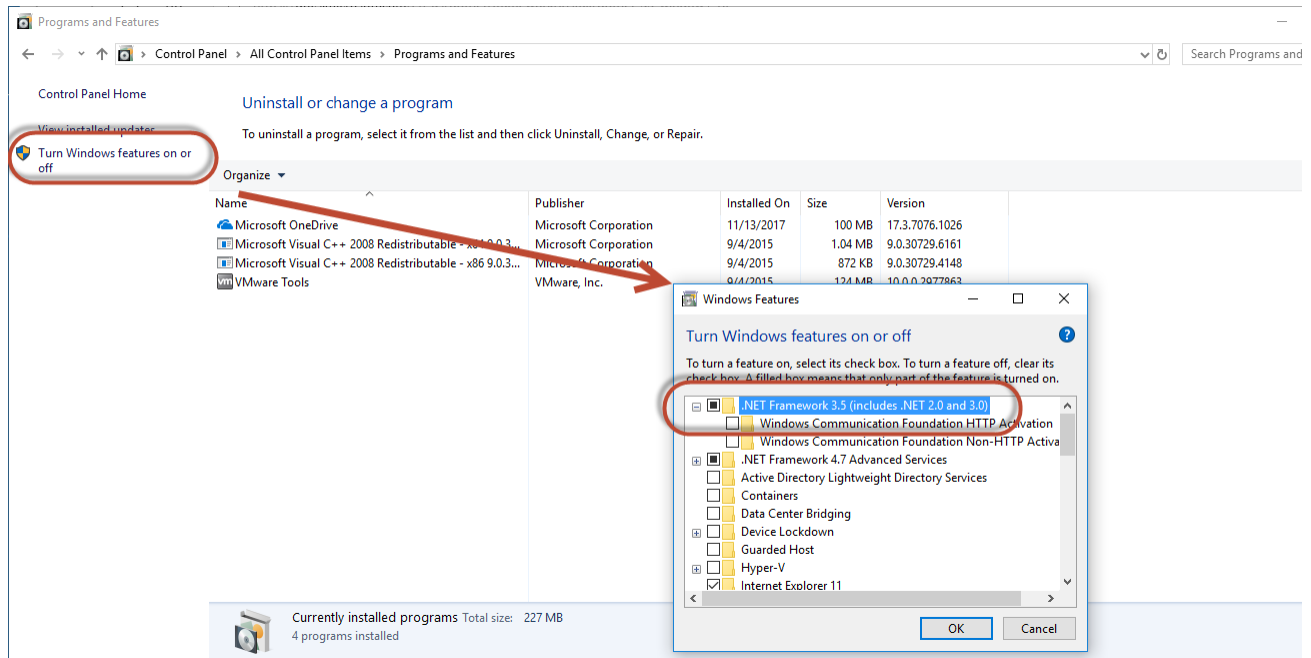 Programs and Features
Control Panel > All Control Panel Items > Programs and Features
Search Programs and
Control Panel Home
View installed updates
Turn Windows features on or
off
Uninstall or change a program
To uninstall a program, select it from the list and then click Uninstall, Change, or Repair.
Organize
Name Publisher Installed On Size Version
Microsoft OneDrive Microsoft Corporation 11/13/2017 100 MB 17.3.7076.1026
Microsoft Visual C++ 2008 Redistributable - x64 9.0.3... Microsoft Corporation 9/4/2015 1.04 MB 9.0.30729.6161
Microsoft Visual C++ 2008 Redistributable - x86 9.0.3... Microsoft Corporation 9/4/2015 872 KB 9.0.30729.4148
VMware Tools VMware, Inc. 9/4/2015 124 MB 10.0.0.2977863
Windows Features
Turn Windows features on or off
To turn a feature on, select its check box. To turn a feature off, clear its
check box. A filled box means that only part of the feature is turned on.
.NET Framework 3.5 (includes .NET 2.0 and 3.0)
Windows Communication Foundation HTTP Activation
Windows Communication Foundation Non-HTTP Activa
.NET Framework 4.7 Advanced Services
Active Directory Lightweight Directory Services
Containers
Data Center Bridging
Device Lockdown
Guarded Host
Hyper-V
Internet Explorer 11
OK Cancel
Currently installed programs Total size: 227 MB
4 programs installed